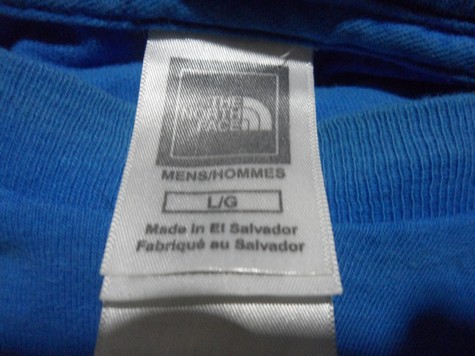 THE
NORTH
FACE
MENS/HOMMES
L/G
Made in El Salvador
Fabriqué au Salvador